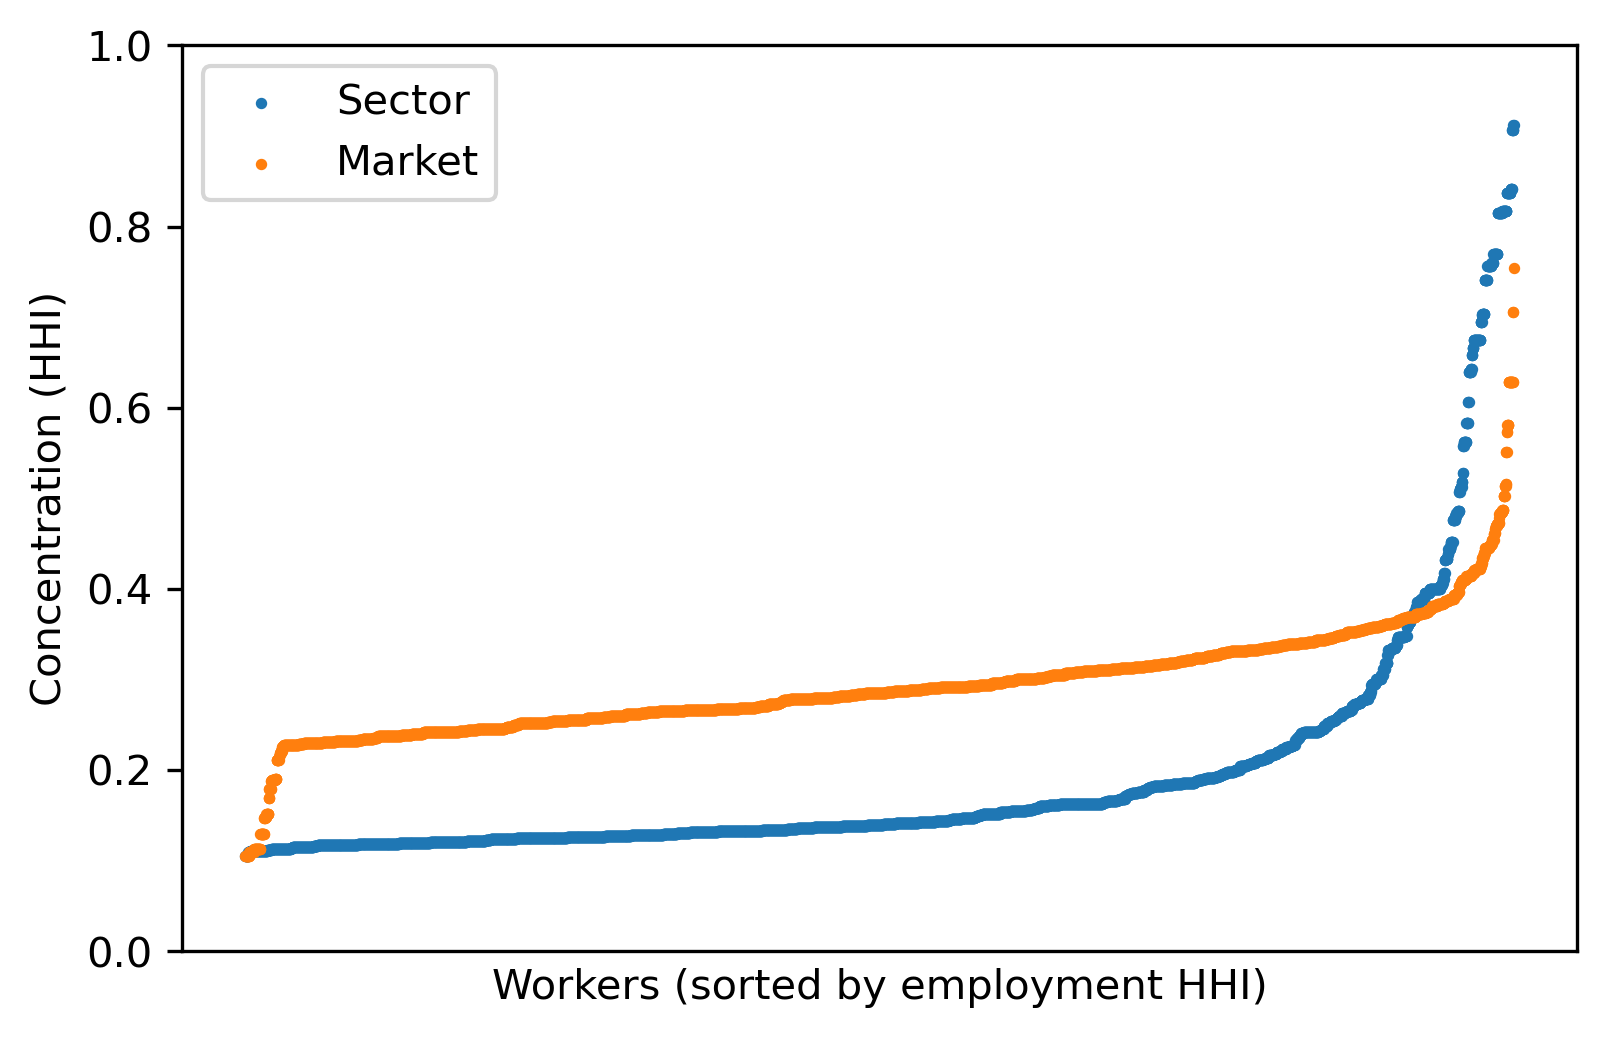 1.0
0.8
0.6
0.4
0.2
0.0
Concentration (HHI)
Sector
Market
Workers (sorted by employment HHI)